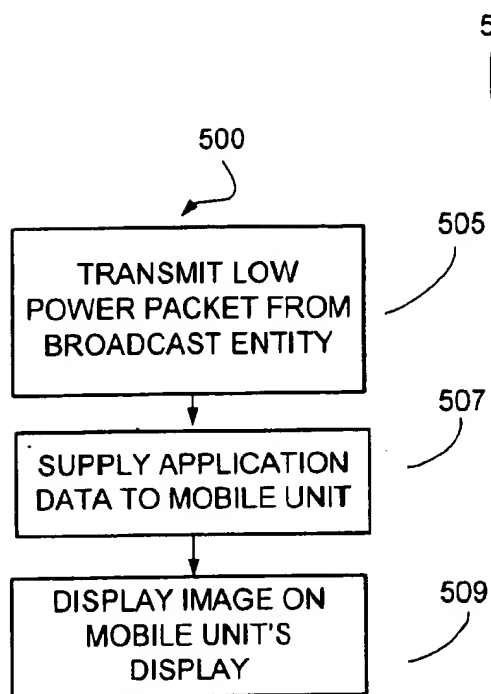 5
500
505
TRANSMIT LOW
POWER PACKET FROM
BROADCAST ENTITY
507
SUPPLY APPLICATION
DATA TO MOBILE UNIT
509
DISPLAY IMAGE ON
MOBILE UNIT'S
DISPLAY